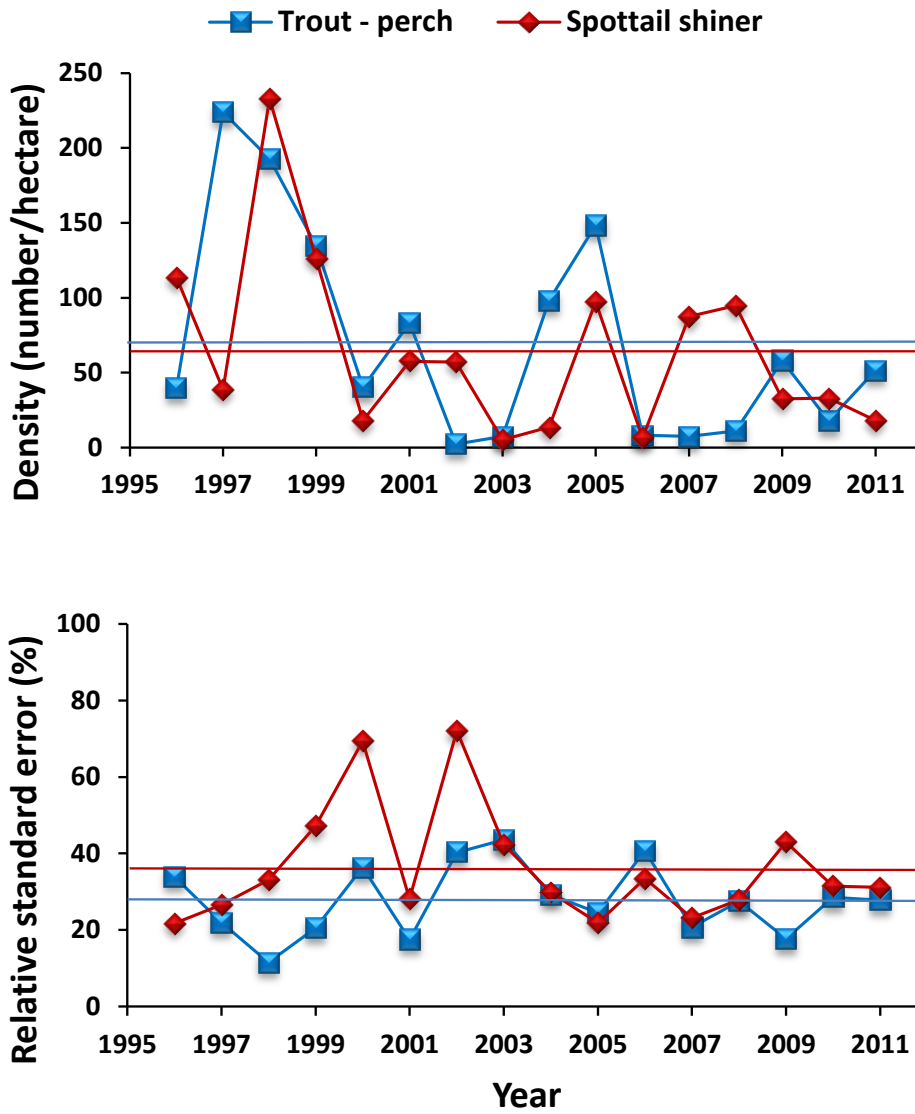 Trout - perch Spottail shiner
Density (number/hectare)
250
200
150
100
50
0
1995 1997 1999 2001 2003 2005 2007 2009 2011
Relative standard error (%)
100
80
60
40
20
0
1995 1997 1999 2001 2003 2005 2007 2009 2011
Year